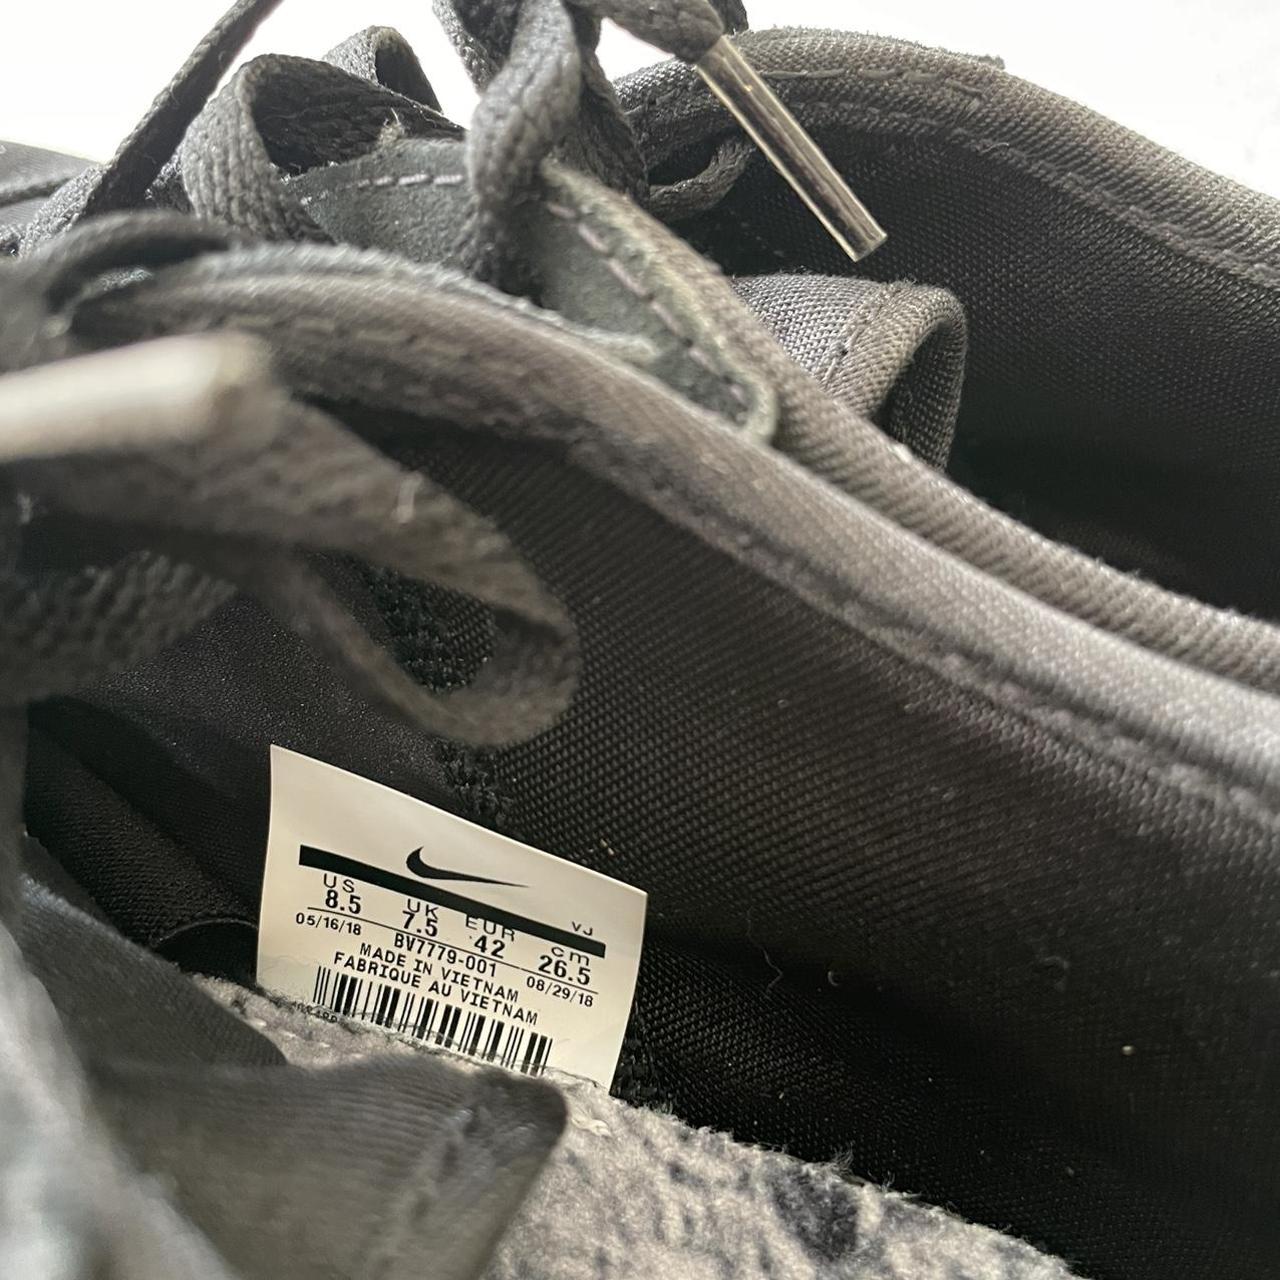 VJ
US UK EUR cm
8.5 7.5 42 26.5
05/16/18 BV7779-001 08/29/18
MADE IN VIETNAM
FABRIQUE AU VIETNAM